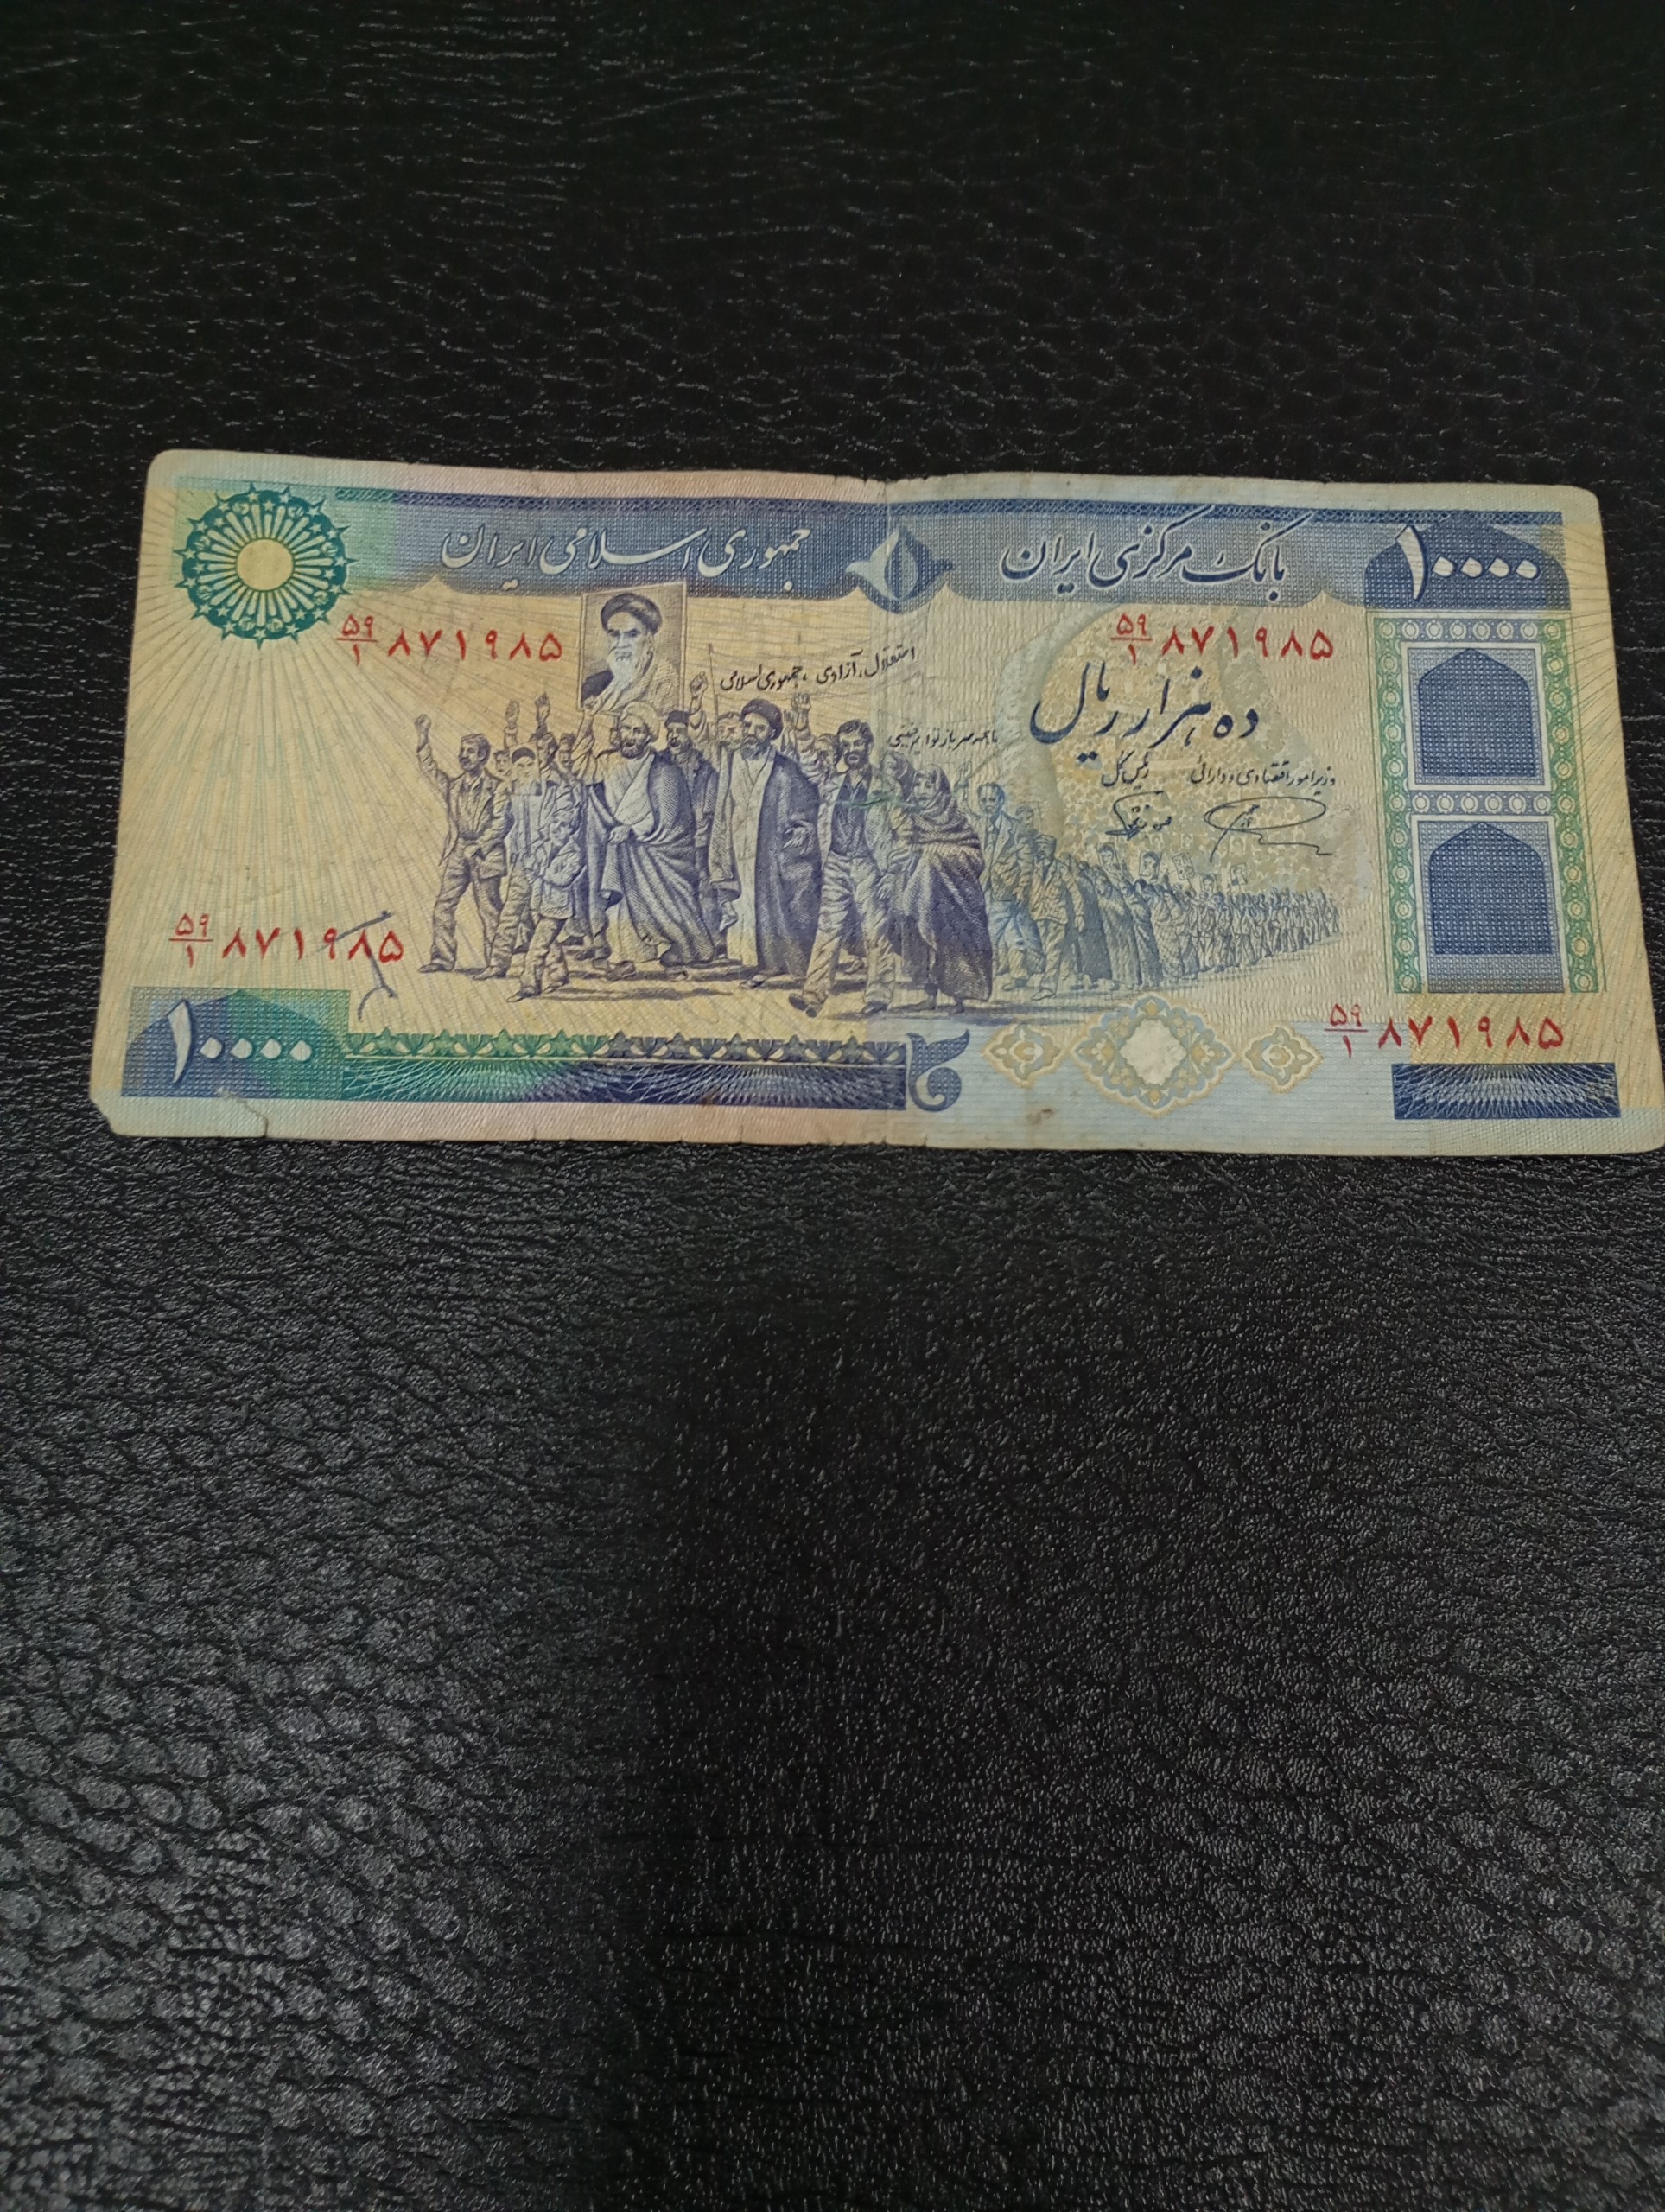 جمهوری اسلامی ایران
بانک مرکزی ایران
۱۰۰۰۰
۵۹/۱ ۸۷۱۹۸۵
۵۹/۱ ۸۷۱۹۸۵
استقلال، آزادی، جمهوری اسلامی
ده هزار ریال
رئیس کل
وزیر امور اقتصادی و دارائی
۵۹/۱ ۸۷۱۹۸۵
۵۹/۱ ۸۷۱۹۸۵
۱۰۰۰۰